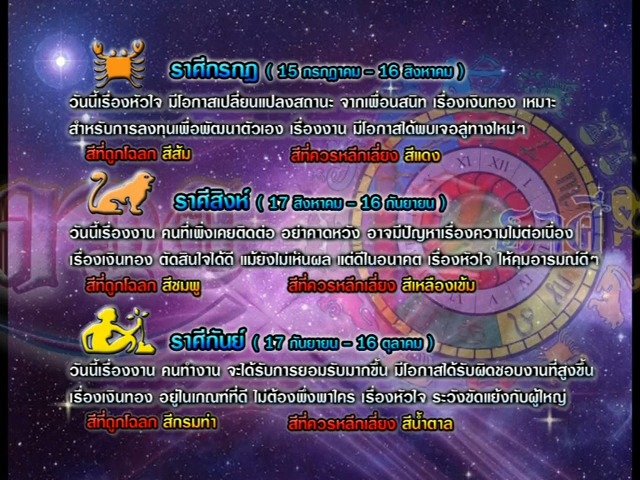 ราศีกรกฎ ( 15 กรกฎาคม - 16 สิงหาคม )
วันนี้เรื่องหัวใจ มีโอกาสเปลี่ยนแปลงสถานะ จากเพื่อนสนิท เรื่องเงินทอง เหมาะ
สำหรับการลงทุนเพื่อพัฒนาตัวเอง เรื่องงาน มีโอกาสได้พบเจอลู่ทางใหม่ๆ
สีที่ถูกโฉลก สีส้ม สีที่ควรหลีกเลี่ยง สีแดง
ราศีสิงห์ ( 17 สิงหาคม - 16 กันยายน )
วันนี้เรื่องงาน คนที่เพิ่งเคยติดต่อ อย่าคาดหวัง อาจมีปัญหาเรื่องความไม่ต่อเนื่อง
เรื่องเงินทอง ตัดสินใจได้ดี แม้ยังไม่เห็นผล แต่ดีในอนาคต เรื่องหัวใจ ให้คุมอารมณ์ดีๆ
สีที่ถูกโฉลก สีชมพู สีที่ควรหลีกเลี่ยง สีเหลืองเข้ม
ราศีกันย์ ( 17 กันยายน - 16 ตุลาคม )
วันนี้เรื่องงาน คนทำงาน จะได้รับการยอมรับมากขึ้น มีโอกาสได้รับผิดชอบงานที่สูงขึ้น
เรื่องเงินทอง อยู่ในเกณฑ์ที่ดี ไม่ต้องพึ่งพาใคร เรื่องหัวใจ ระวังขัดแย้งกับผู้ใหญ่
สีที่ถูกโฉลก สีกรมท่า สีที่ควรหลีกเลี่ยง สีน้ำตาล